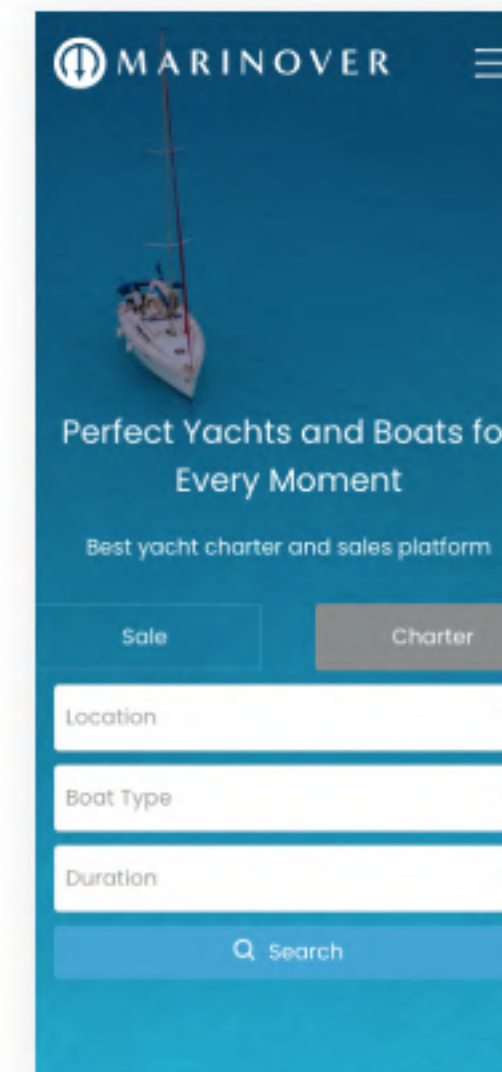 MARINOVER
Perfect Yachts and Boats fo
Every Moment
Best yacht charter and sales platform
Sale
Charter
Location
Boat Type
Duration
Search